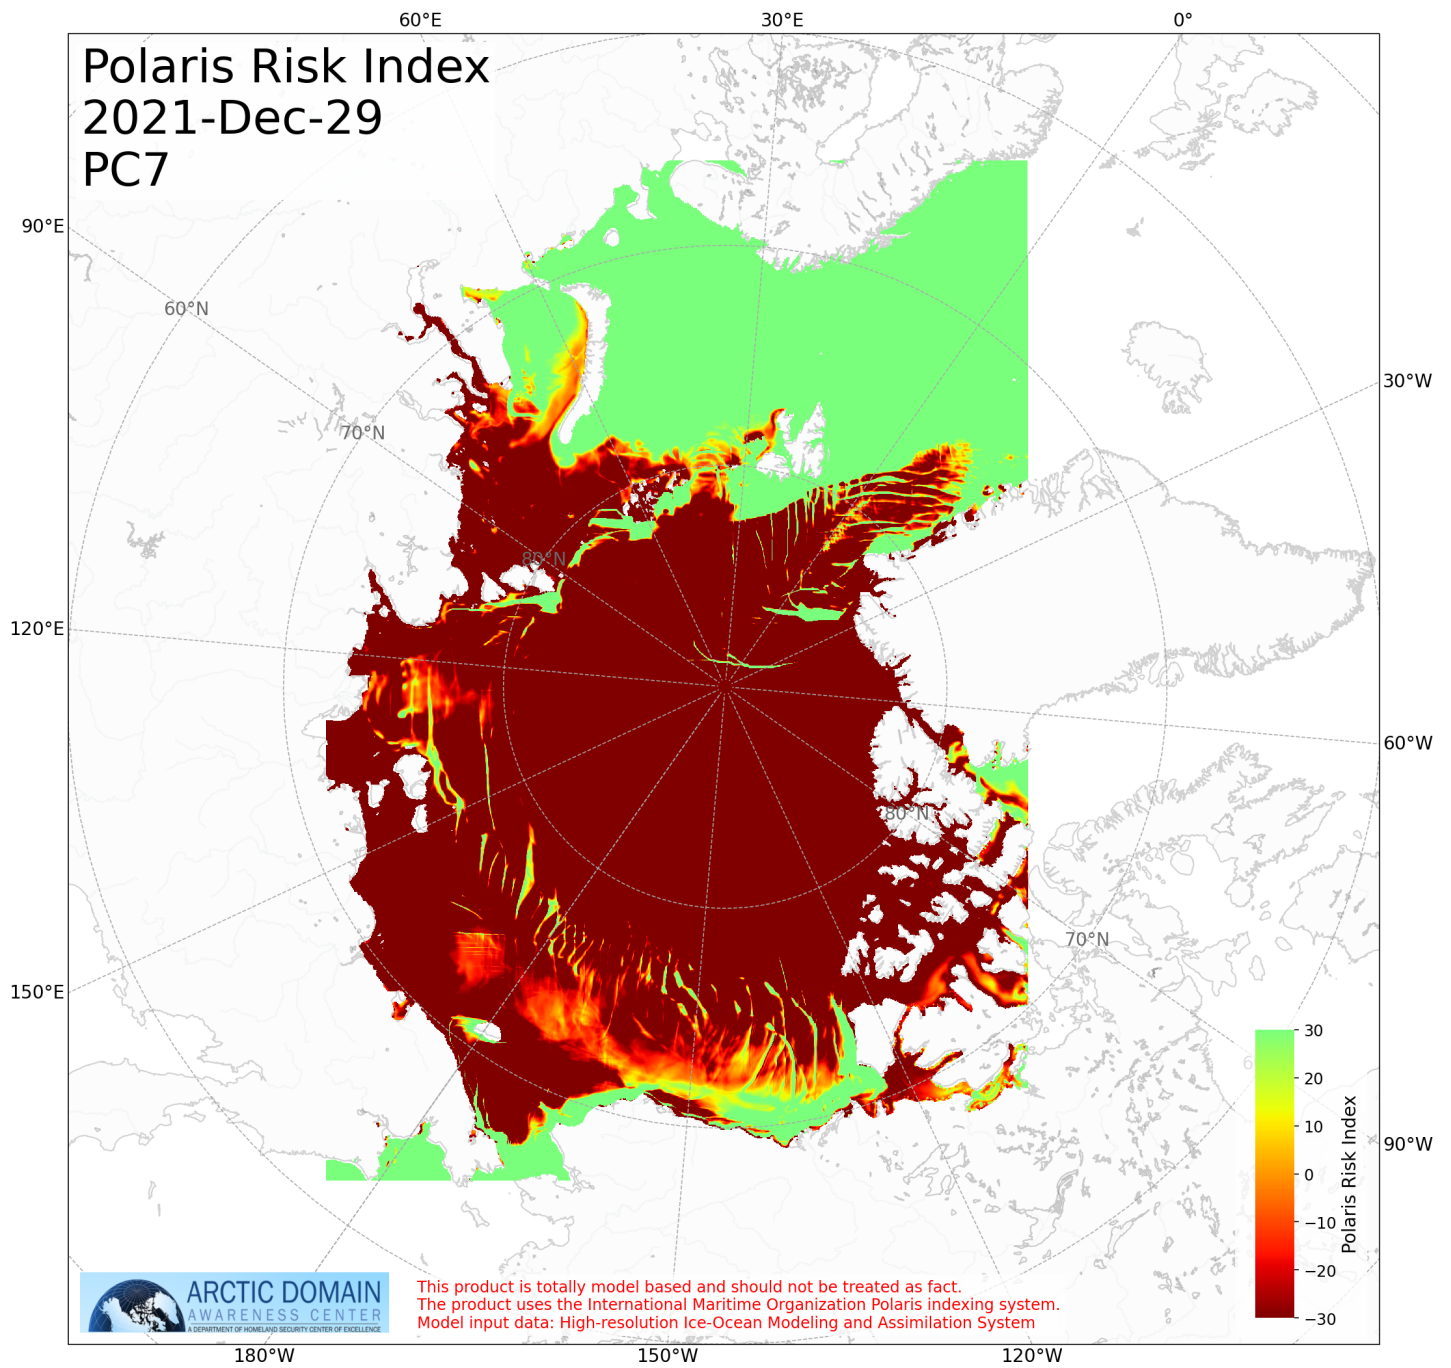 60°E
30°E
0°
Polaris Risk Index
2021-Dec-29
PC7
90°E
60°N
30°W
70°N
80°N
120°E
60°W
80°N
70°N
150°E
30
20
10
0
−10
−20
−30
Polaris Risk Index
90°W
ARCTIC DOMAIN
AWARENESS CENTER
A DEPARTMENT OF HOMELAND SECURITY CENTER OF EXCELLENCE
This product is totally model based and should not be treated as fact.
The product uses the International Maritime Organization Polaris indexing system.
Model input data: High-resolution Ice-Ocean Modeling and Assimilation System
180°W
150°W
120°W